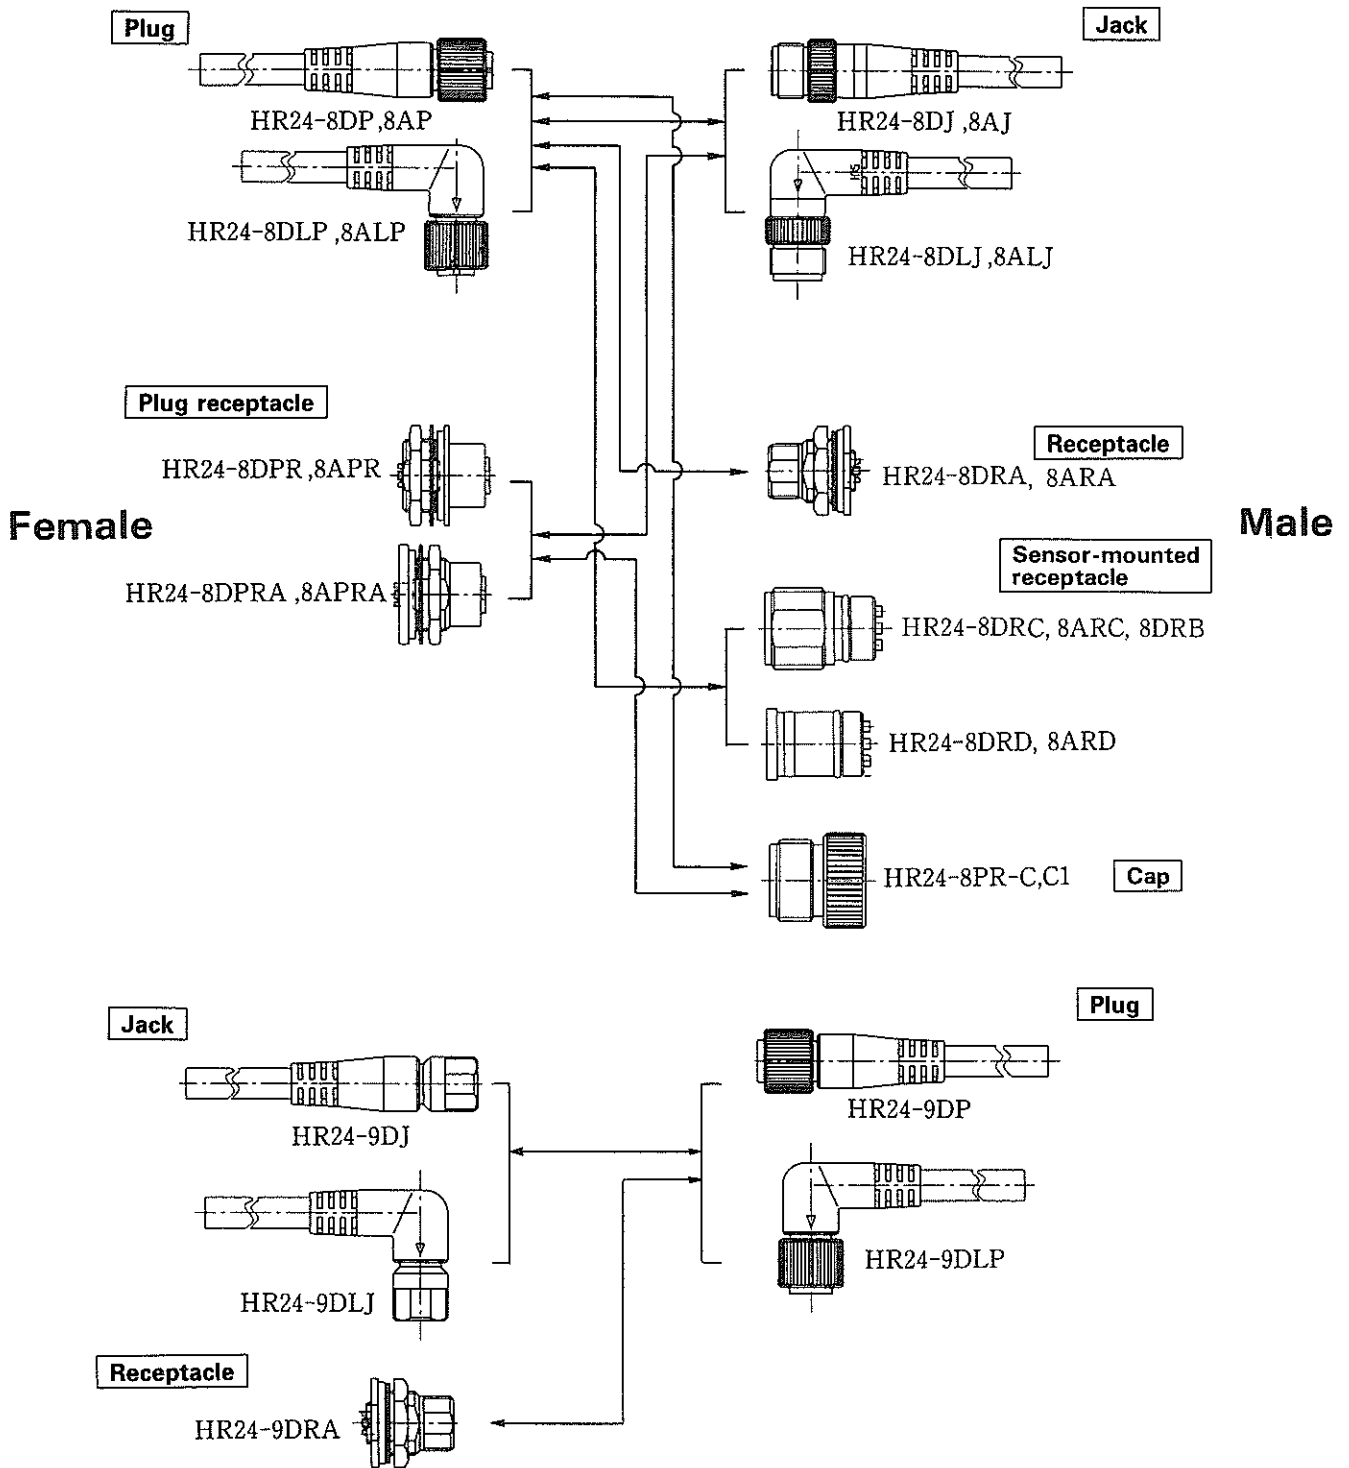 Plug
Jack
HR24-8DP,8AP
HR24-8DJ,8AJ
HR24-8DLP,8ALP
HRS
HR24-8DLJ,8ALJ
Plug receptacle
Receptacle
HR24-8DPR,8APR
HR24-8DRA, 8ARA
Female
Male
Sensor-mounted
receptacle
HR24-8DPRA,8APRA
HR24-8DRC, 8ARC, 8DRB
HR24-8DRD, 8ARD
HR24-8PR-C,C1
Cap
Plug
Jack
HR24-9DP
HR24-9DJ
HR24-9DLP
HR24-9DLJ
Receptacle
HR24-9DRA